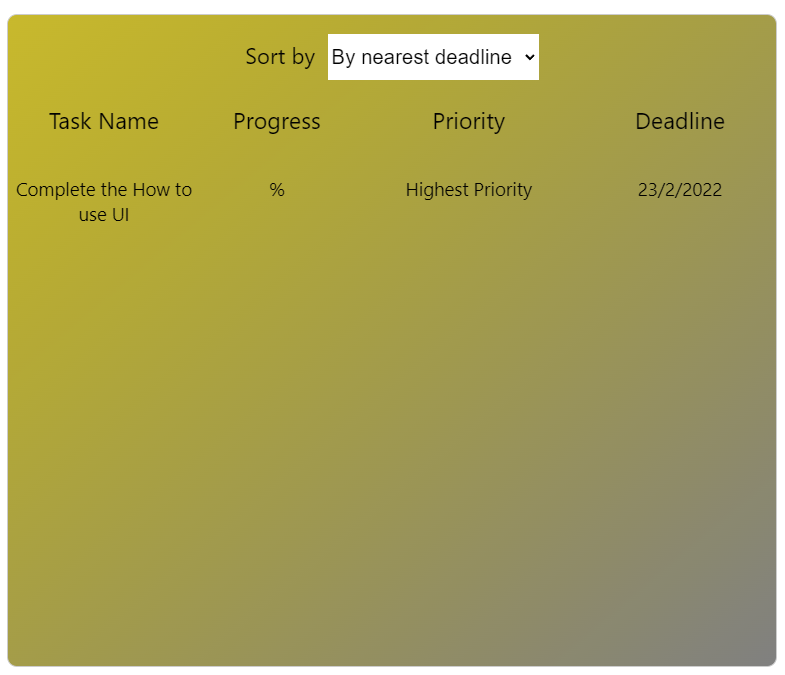 Sort by By nearest deadline
Task Name Progress Priority Deadline
Complete the How to % Highest Priority 23/2/2022
use UI